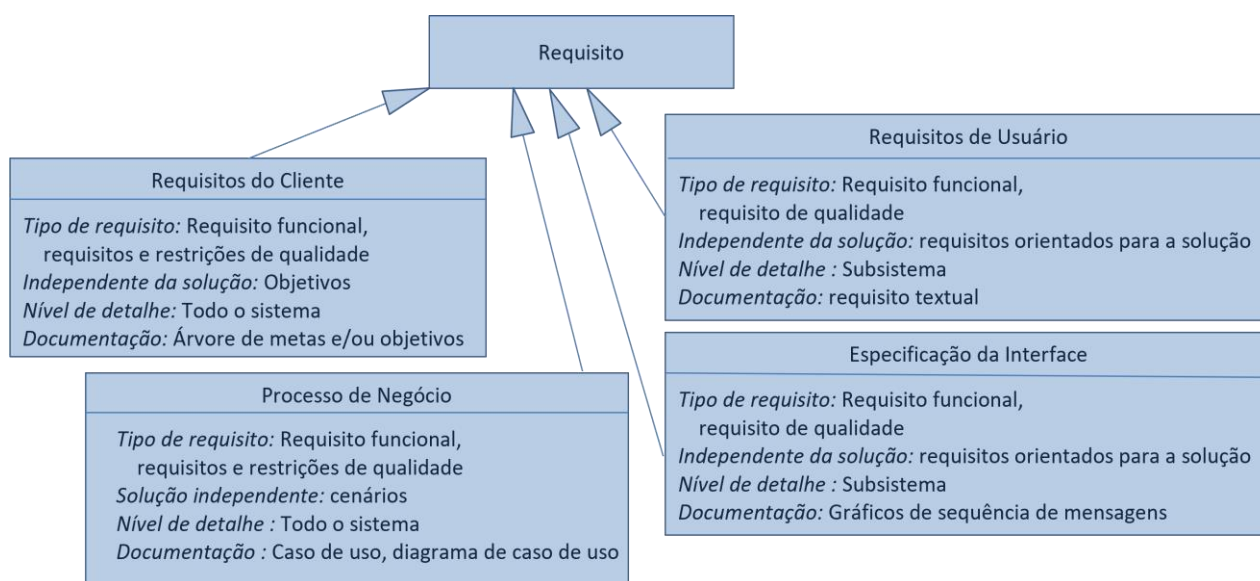 Requisito
Requisitos do Cliente
Tipo de requisito: Requisito funcional,
requisitos e restrições de qualidade
Independente da solução: Objetivos
Nível de detalhe: Todo o sistema
Documentação: Árvore de metas e/ou objetivos
Processo de Negócio
Tipo de requisito: Requisito funcional,
requisitos e restrições de qualidade
Solução independente: cenários
Nível de detalhe : Todo o sistema
Documentação : Caso de uso, diagrama de caso de uso
Requisitos de Usuário
Tipo de requisito: Requisito funcional,
requisito de qualidade
Independente da solução: requisitos orientados para a solução
Nível de detalhe : Subsistema
Documentação: requisito textual
Especificação da Interface
Tipo de requisito: Requisito funcional,
requisito de qualidade
Independente da solução: requisitos orientados para a solução
Nível de detalhe : Subsistema
Documentação: Gráficos de sequência de mensagens